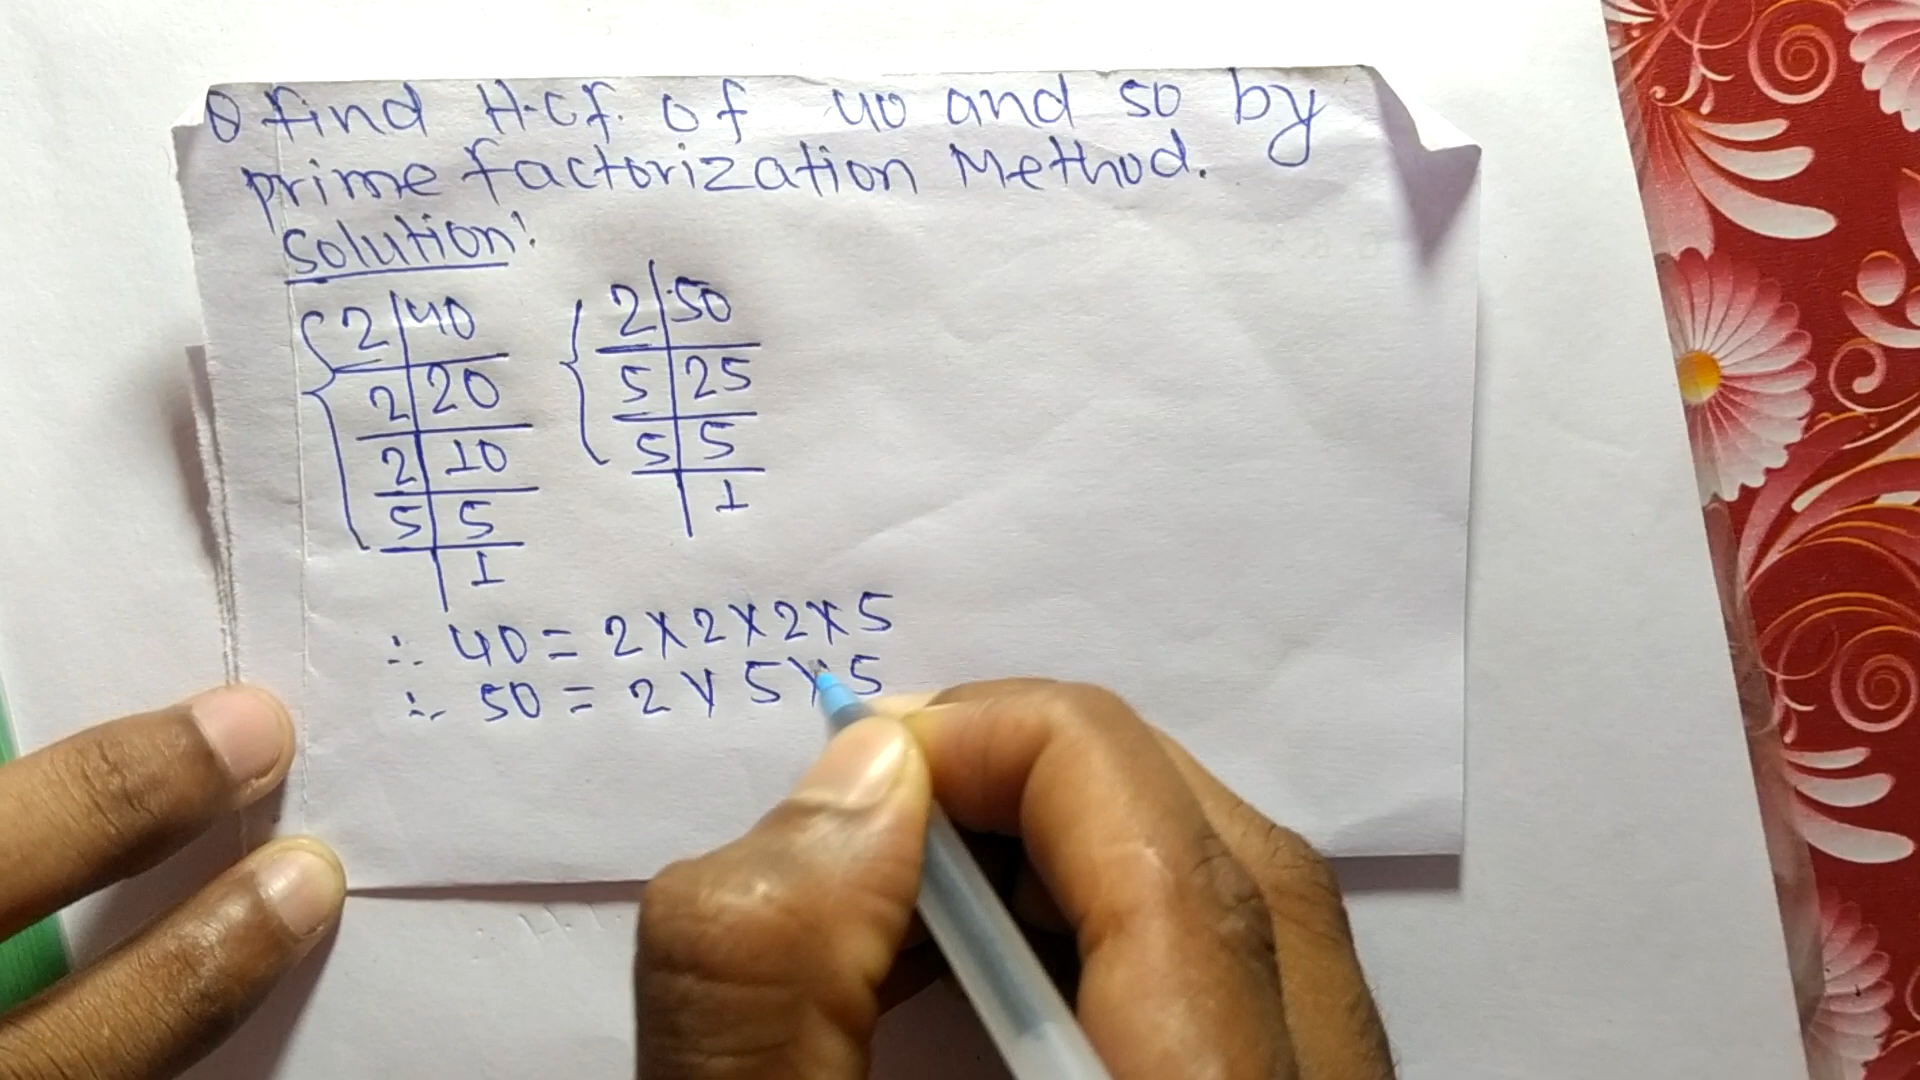 Q find H.C.f. of 40 and 50 by
prime factorization Method.
Solution:
2 | 40
2 | 20
2 | 10
5 | 5
1
2 | 50
5 | 25
5 | 5
1
∴ 40 = 2 x 2 x 2 x 5
∴ 50 = 2 x 5 x 5